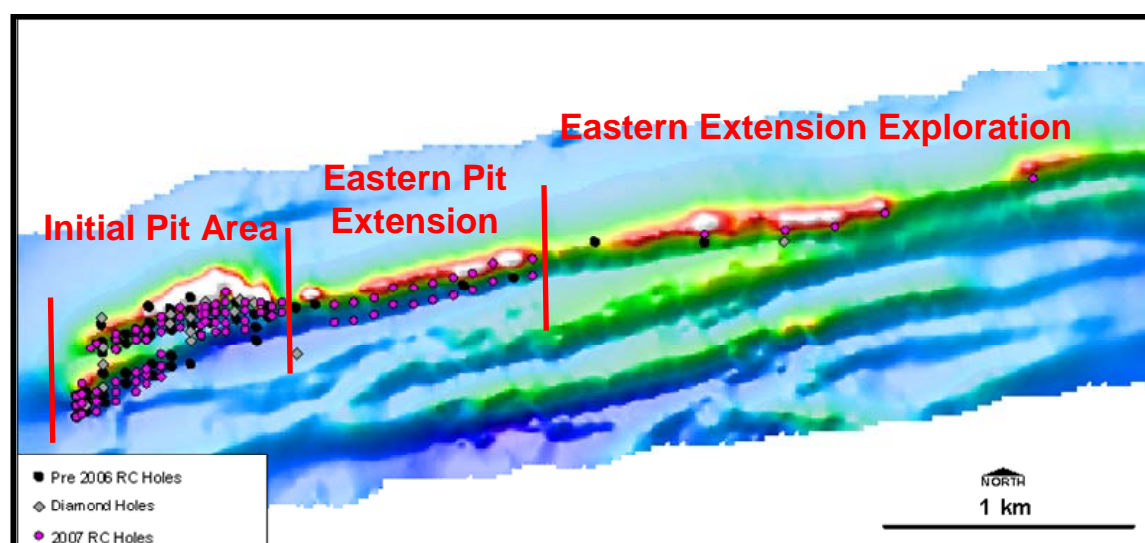 Eastern Extension Exploration
Eastern Pit
Extension
Initial Pit Area
Pre 2006 RC Holes
Diamond Holes
2007 RC Holes
NORTH
1 km